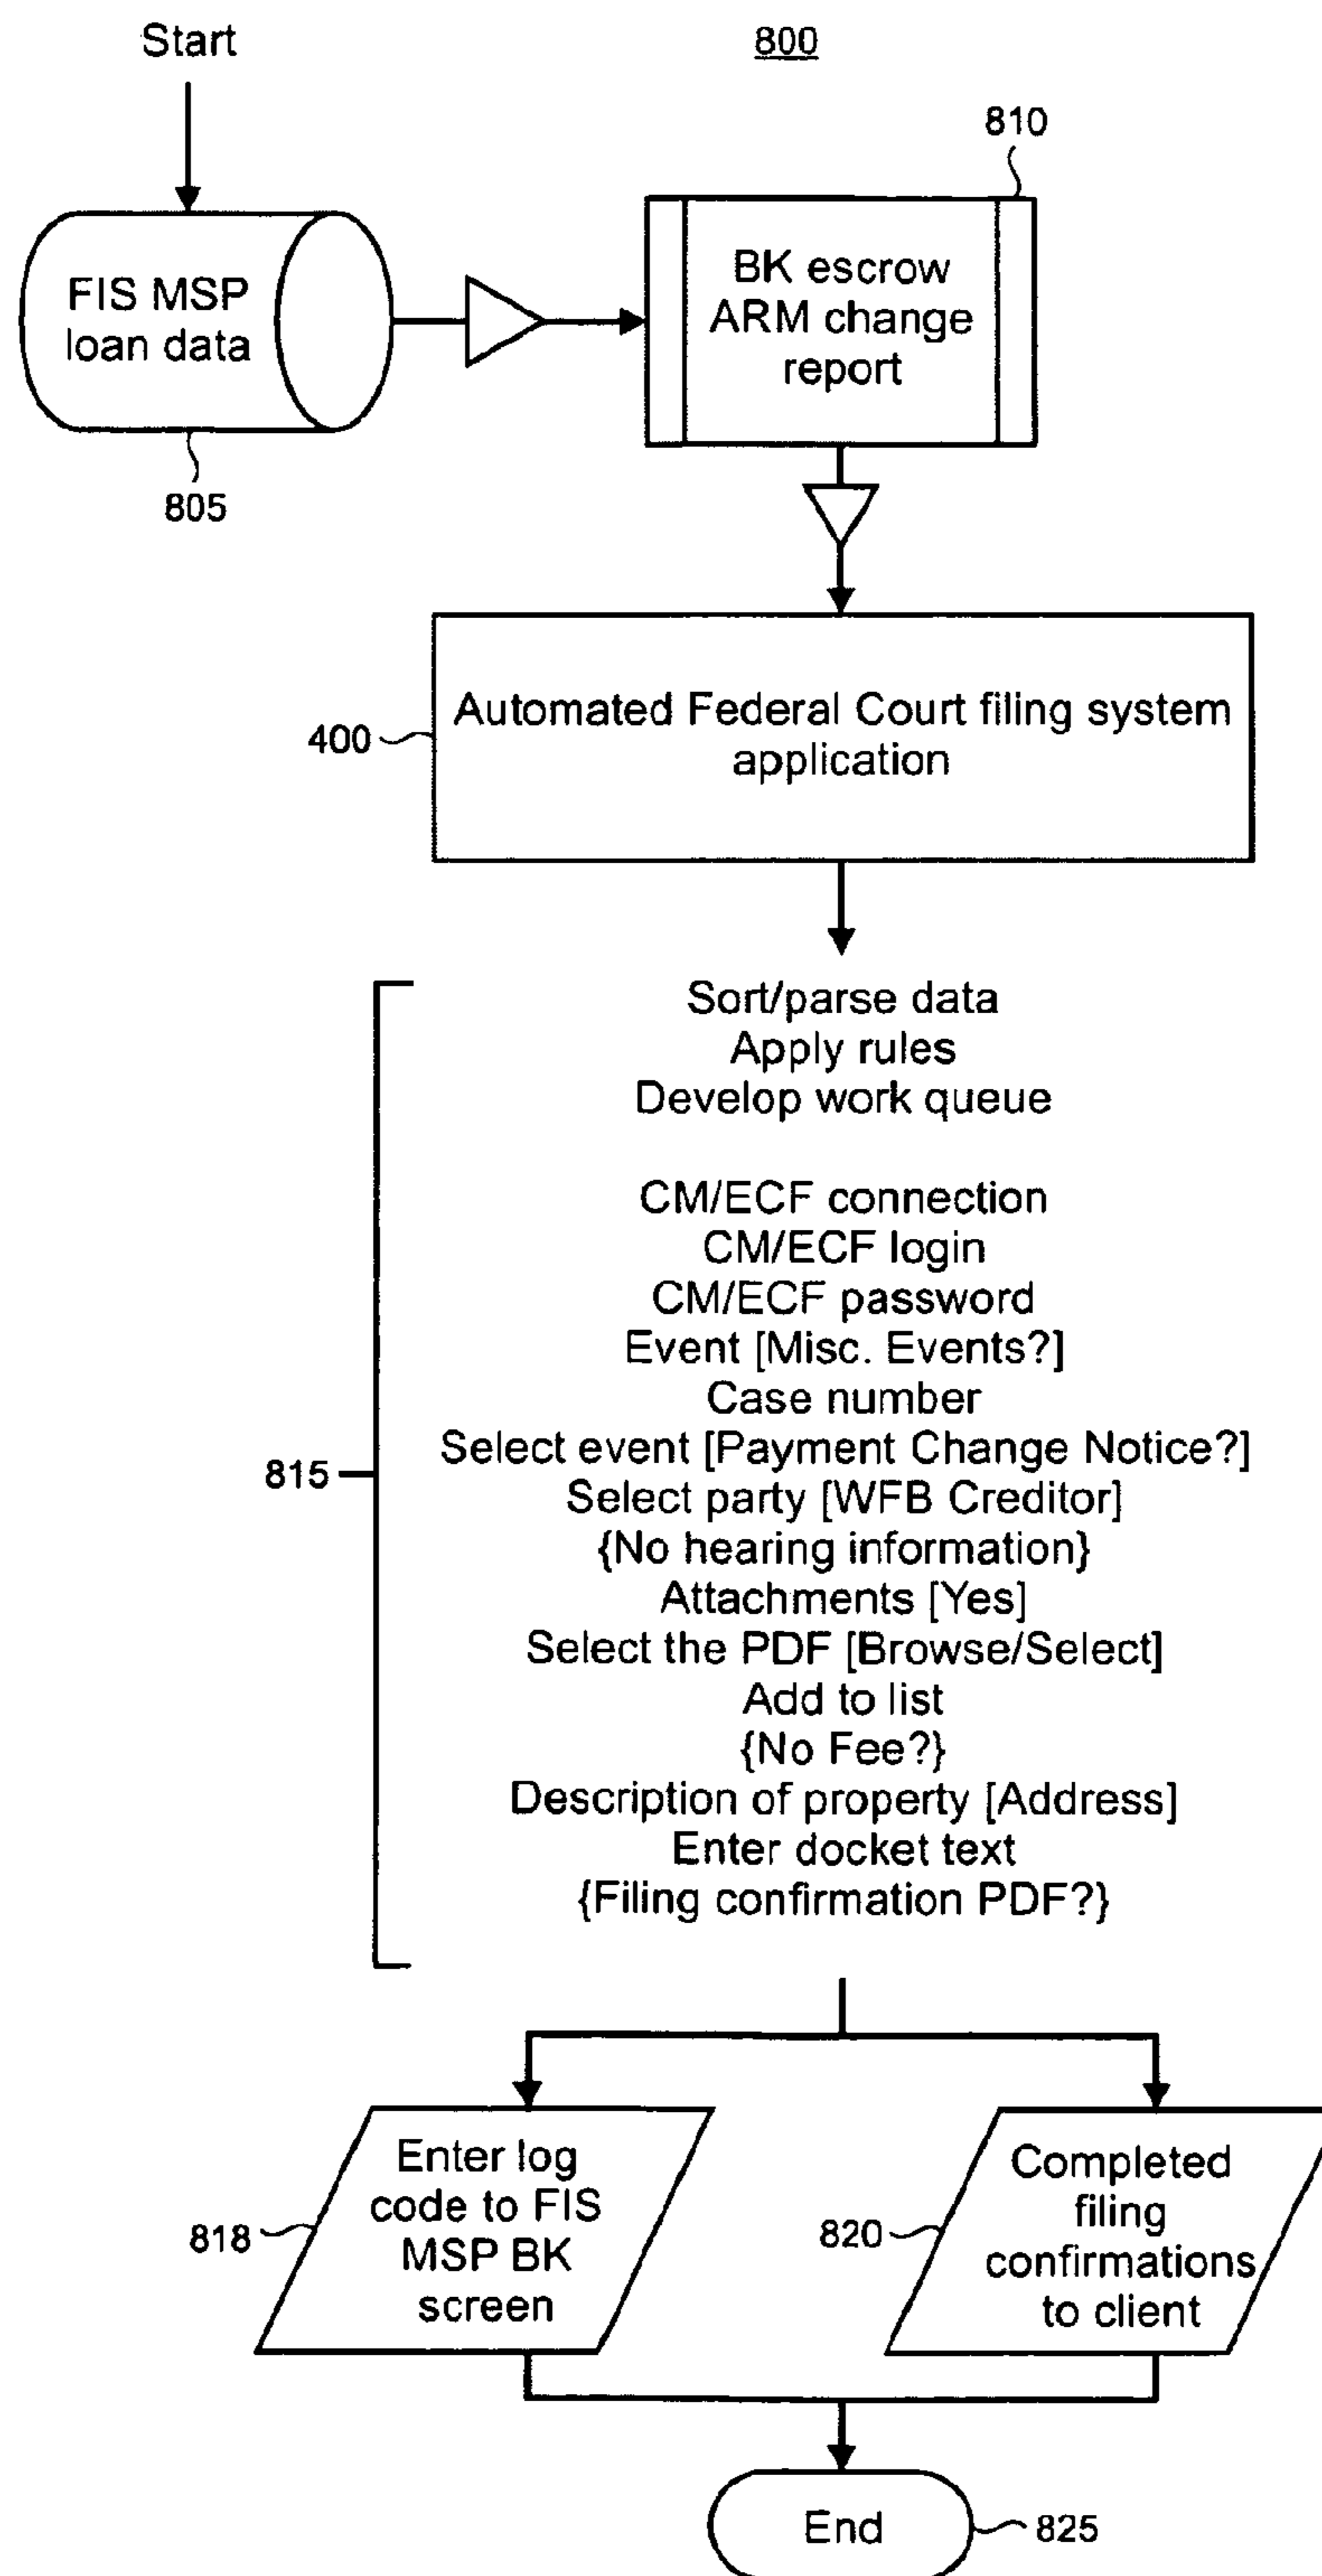 Start
800
810
FIS MSP
loan data
BK escrow
ARM change
report
805
400
Automated Federal Court filing system
application
815
Sort/parse data
Apply rules
Develop work queue
CM/ECF connection
CM/ECF login
CM/ECF password
Event [Misc. Events?]
Case number
Select event [Payment Change Notice?]
Select party [WFB Creditor]
{No hearing information}
Attachments [Yes]
Select the PDF [Browse/Select]
Add to list
{No Fee?}
Description of property [Address]
Enter docket text
{Filing confirmation PDF?}
818
Enter log
code to FIS
MSP BK
screen
820
Completed
filing
confirmations
to client
End
825